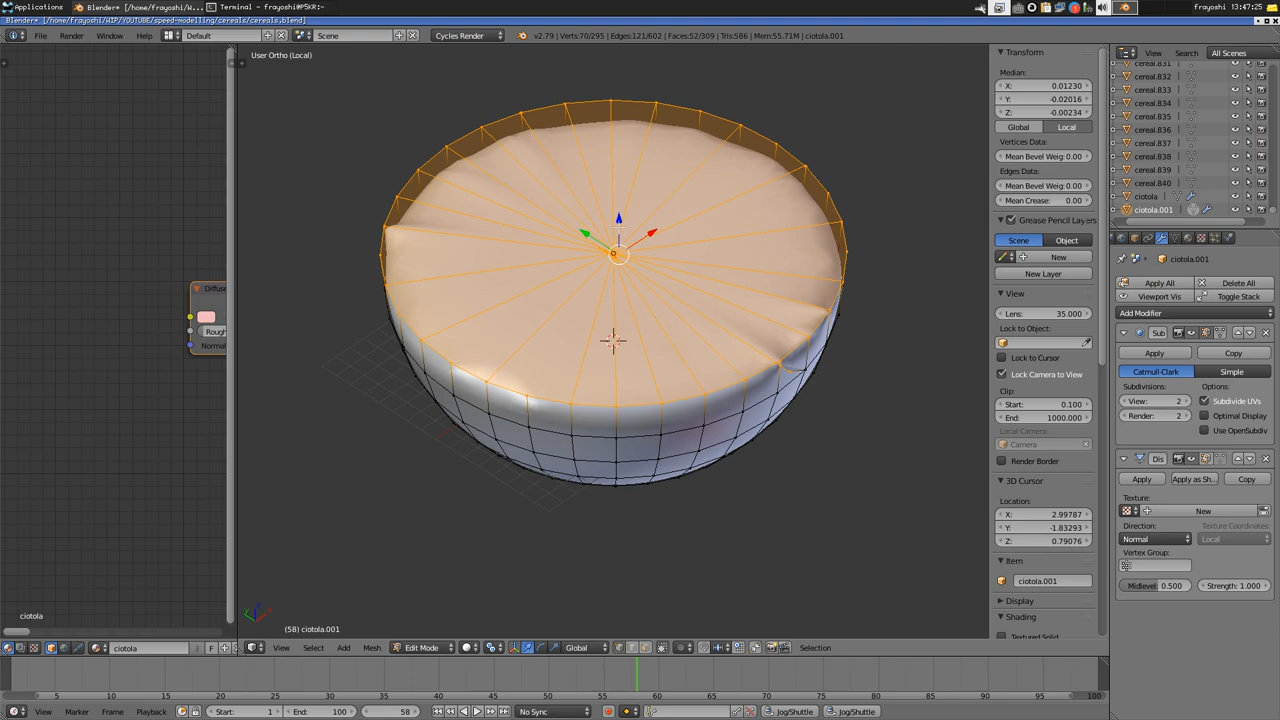 Applications
Blender* [/home/frayoshi/WIP/...
Terminal - frayoshi@P5KR:~
frayoshi
13:47:25
Blender* [/home/frayoshi/WIP/YOUTUBE/speed-modelling/cereals/cereals.blend]
File
Render
Window
Help
Default
Scene
Cycles Render
v2.79 | Verts:70/295 | Edges:121/602 | Faces:52/309 | Tris:586 | Mem:55.71M | ciotola.001
View
Search
All Scenes
User Ortho (Local)
Transform
Median:
X: 0.01230
Y: -0.02016
Z: -0.00234
Global
Local
Vertices Data:
Mean Bevel Weig: 0.00
Edges Data:
Mean Bevel Weig: 0.00
Mean Crease: 0.00
Grease Pencil Layers
Scene
Object
New
New Layer
View
Lens: 35.000
Lock to Object:
Lock to Cursor
Lock Camera to View
Clip:
Start: 0.100
End: 1000.000
Local Camera:
Camera
Render Border
3D Cursor
Location:
X: 2.99787
Y: -1.83293
Z: 0.79076
Item
ciotola.001
Display
Shading
Textured Solid
cereal.831
cereal.832
cereal.833
cereal.834
cereal.835
cereal.836
cereal.837
cereal.838
cereal.839
cereal.840
ciotola
ciotola.001
ciotola.001
Apply All
Delete All
Viewport Vis
Toggle Stack
Add Modifier
Sub
Apply
Copy
Catmull-Clark
Simple
Subdivisions:
Options:
View: 2
Subdivide UVs
Render: 2
Optimal Display
Use OpenSubdiv
Dis
Apply
Apply as Sh...
Copy
Texture:
New
Direction:
Texture Coordinates:
Normal
Local
Vertex Group:
Midlevel: 0.500
Strength: 1.000
Diffuse
Rough
Normal
ciotola
(58) ciotola.001
ciotola
3
F
View
Select
Add
Mesh
Edit Mode
Global
Selection
5
10
15
20
25
30
35
40
45
50
55
60
65
70
75
80
85
90
95
100
View
Marker
Frame
Playback
Start: 1
End: 100
58
No Sync
Jog/Shuttle
Jog/Shuttle